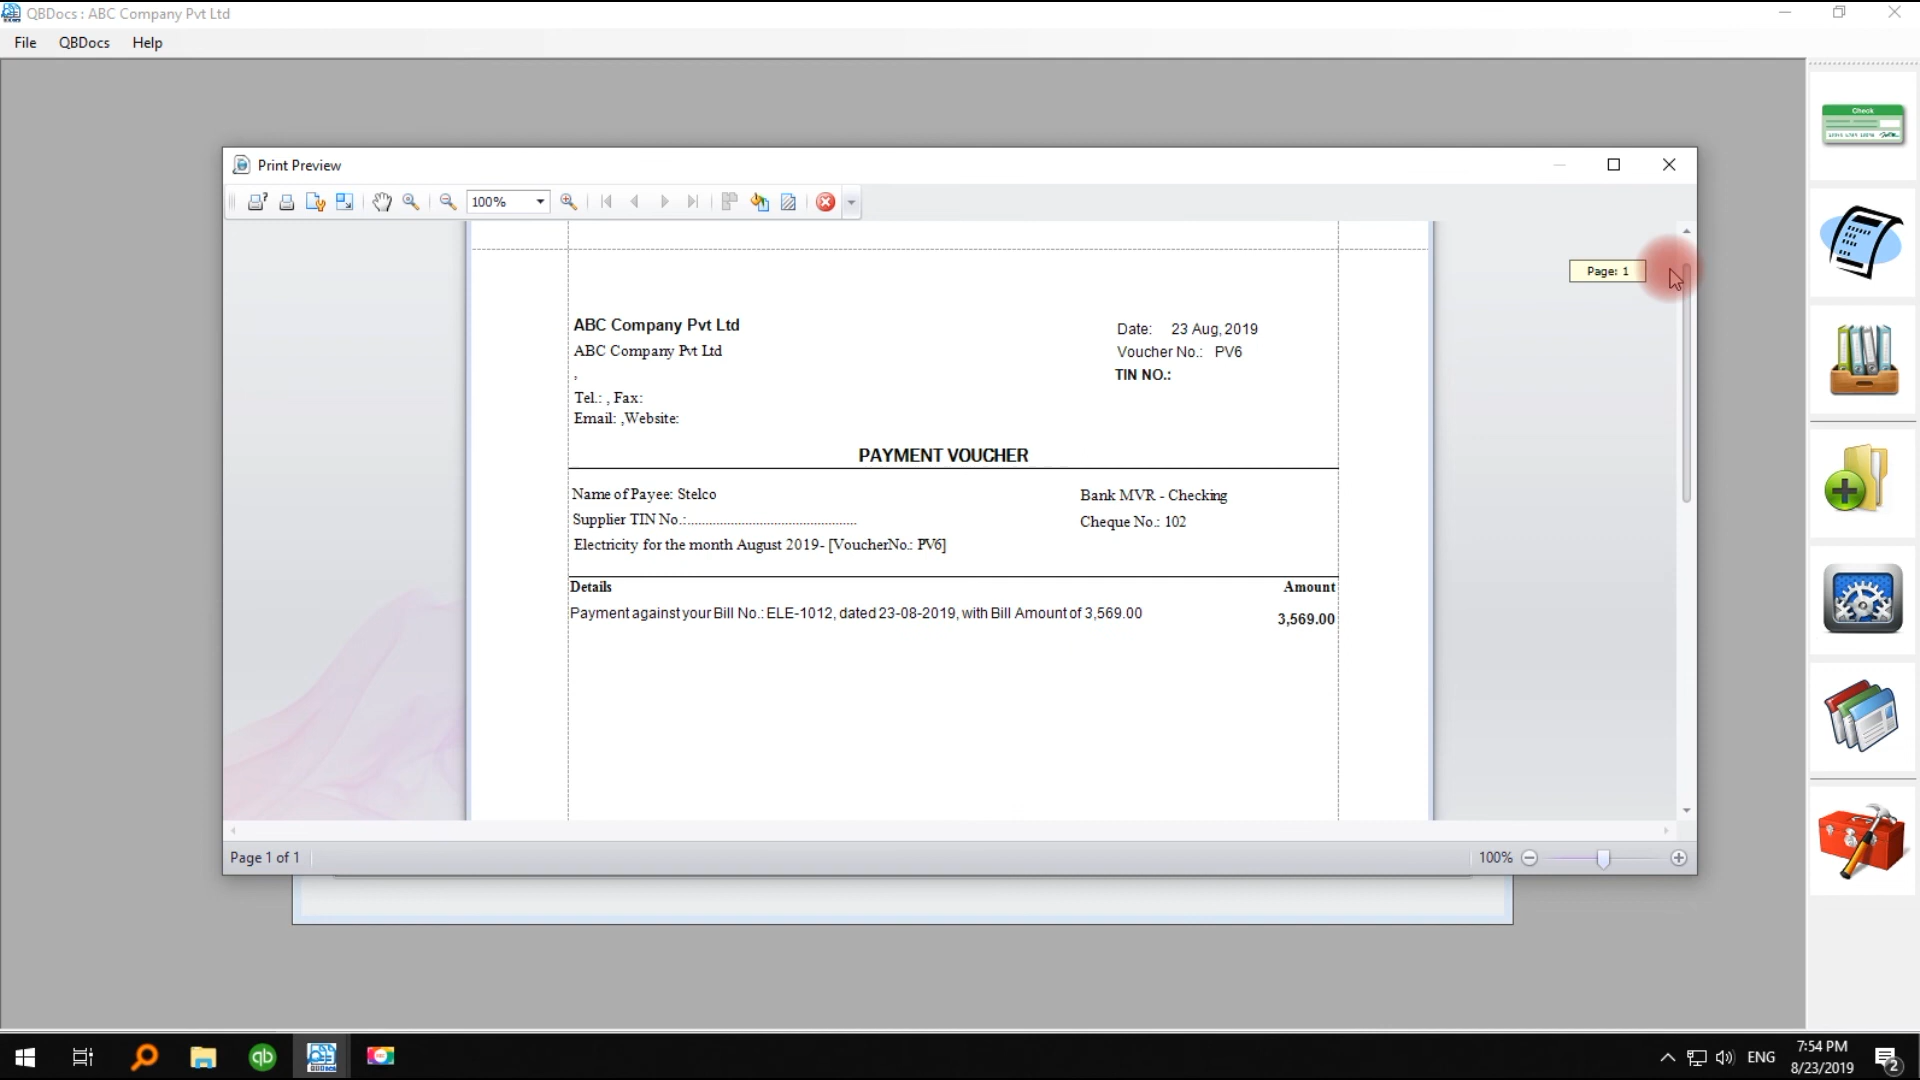 QBDocs : ABC Company Pvt Ltd
File QBDocs Help
Check
Print Preview
100%
Page: 1
ABC Company Pvt Ltd
Date: 23 Aug, 2019
ABC Company Pvt Ltd
Voucher No.: PV6
,
TIN NO.:
Tel.: , Fax:
Email: ,Website:
PAYMENT VOUCHER
Name of Payee: Stelco
Bank MVR - Checking
Supplier TIN No.:...............................................
Cheque No.: 102
Electricity for the month August 2019- [VoucherNo.: PV6]
Details Amount
Payment against your Bill No.: ELE-1012, dated 23-08-2019, with Bill Amount of 3,569.00
3,569.00
Page 1 of 1
100%
qb
ENG
7:54 PM
8/23/2019
2